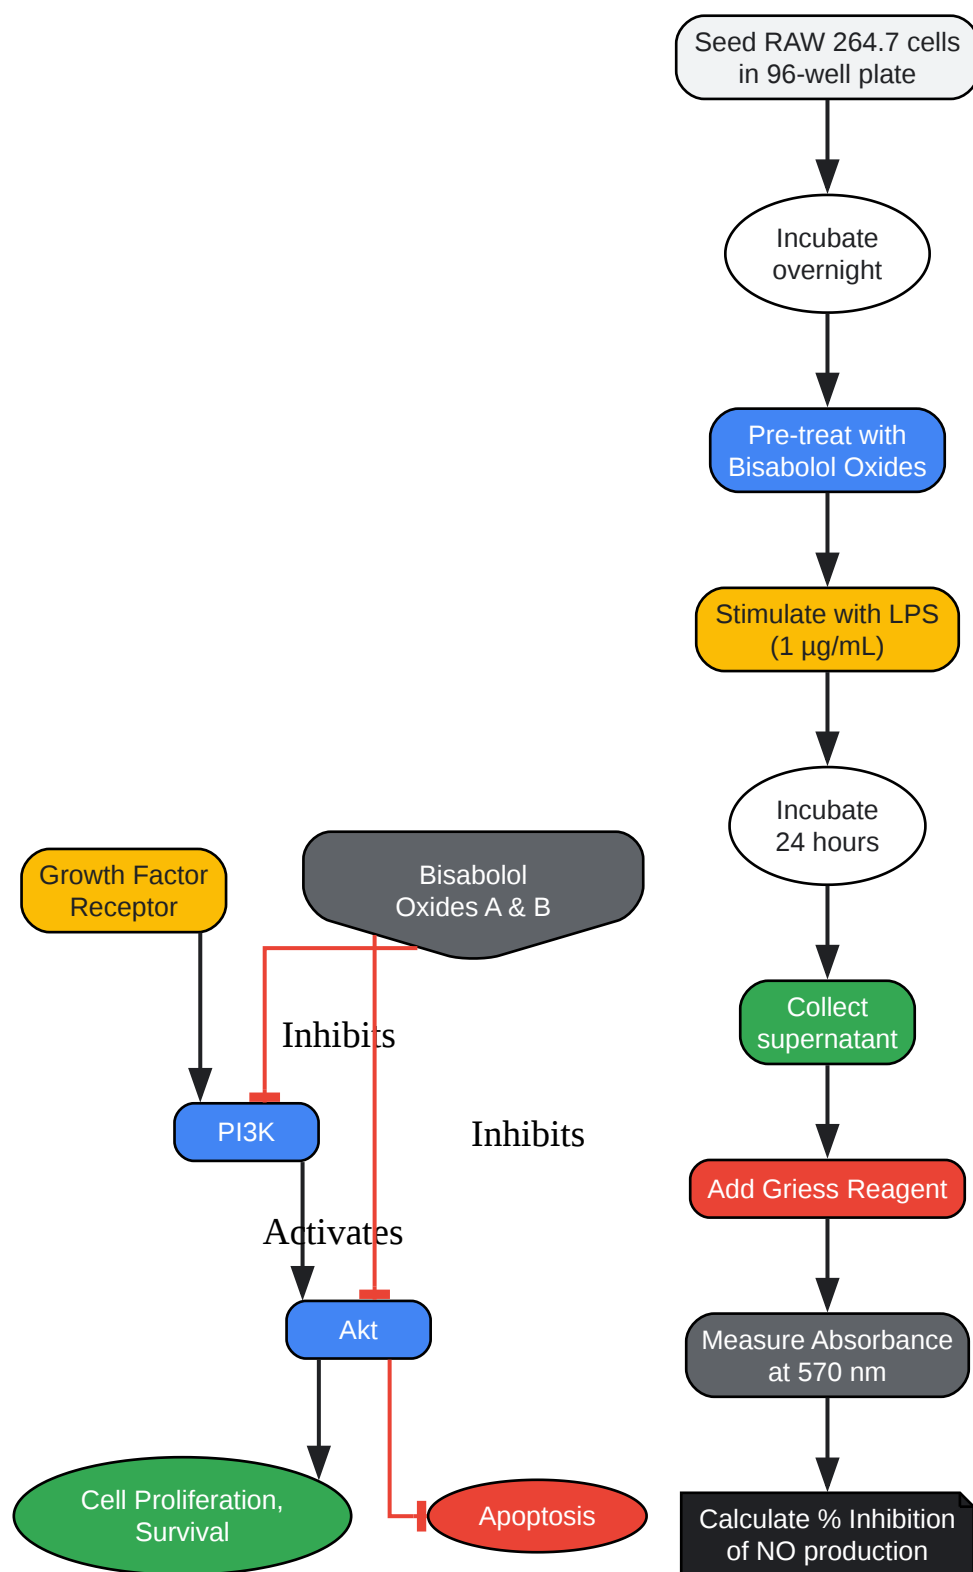 Seed RAW 264.7 cells
in 96-well plate
Incubate
overnight
Pre-treat with
Bisabolol Oxides
Stimulate with LPS
(1 µg/mL)
Incubate
24 hours
Collect
supernatant
Add Griess Reagent
Measure Absorbance
at 570 nm
Calculate % Inhibition
of NO production
Growth Factor
Receptor
Bisabolol
Oxides A & B
Inhibits
PI3K
Inhibits
Activates
Akt
Cell Proliferation,
Survival
Apoptosis